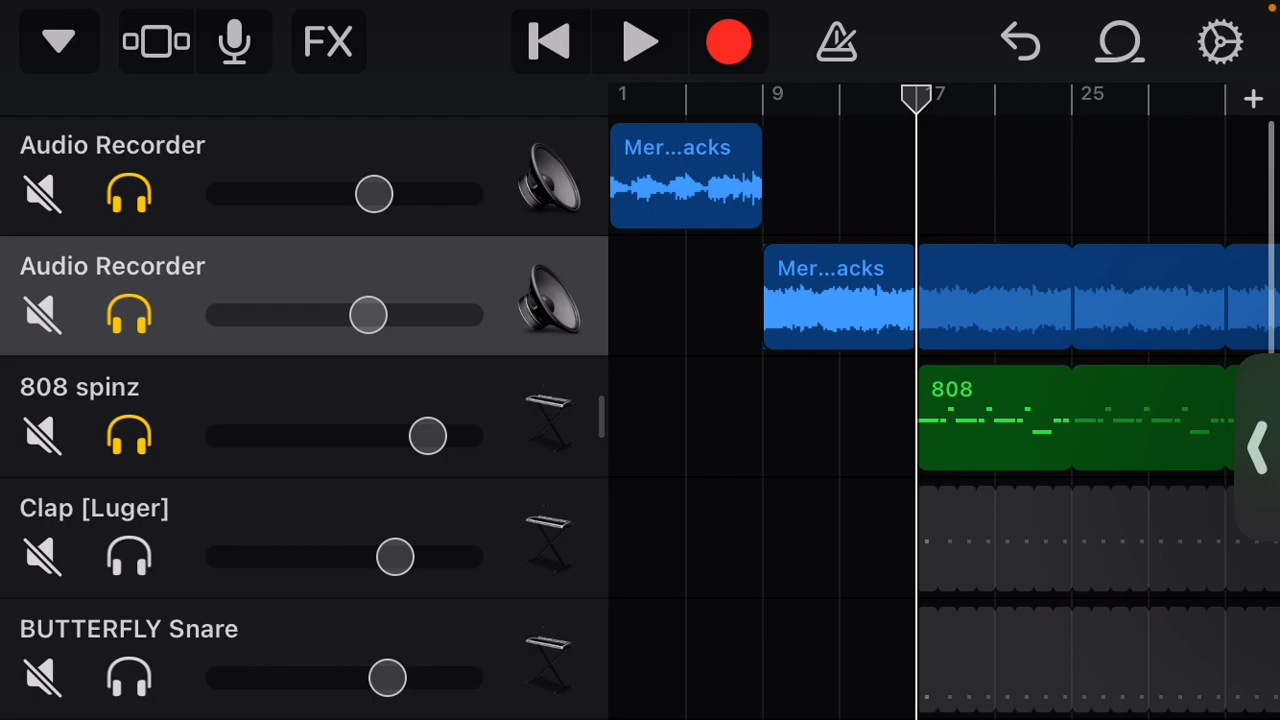 FX
1 9 17 25
Audio Recorder
Mer...acks
Audio Recorder
Mer...acks
808 spinz
808
Clap [Luger]
BUTTERFLY Snare